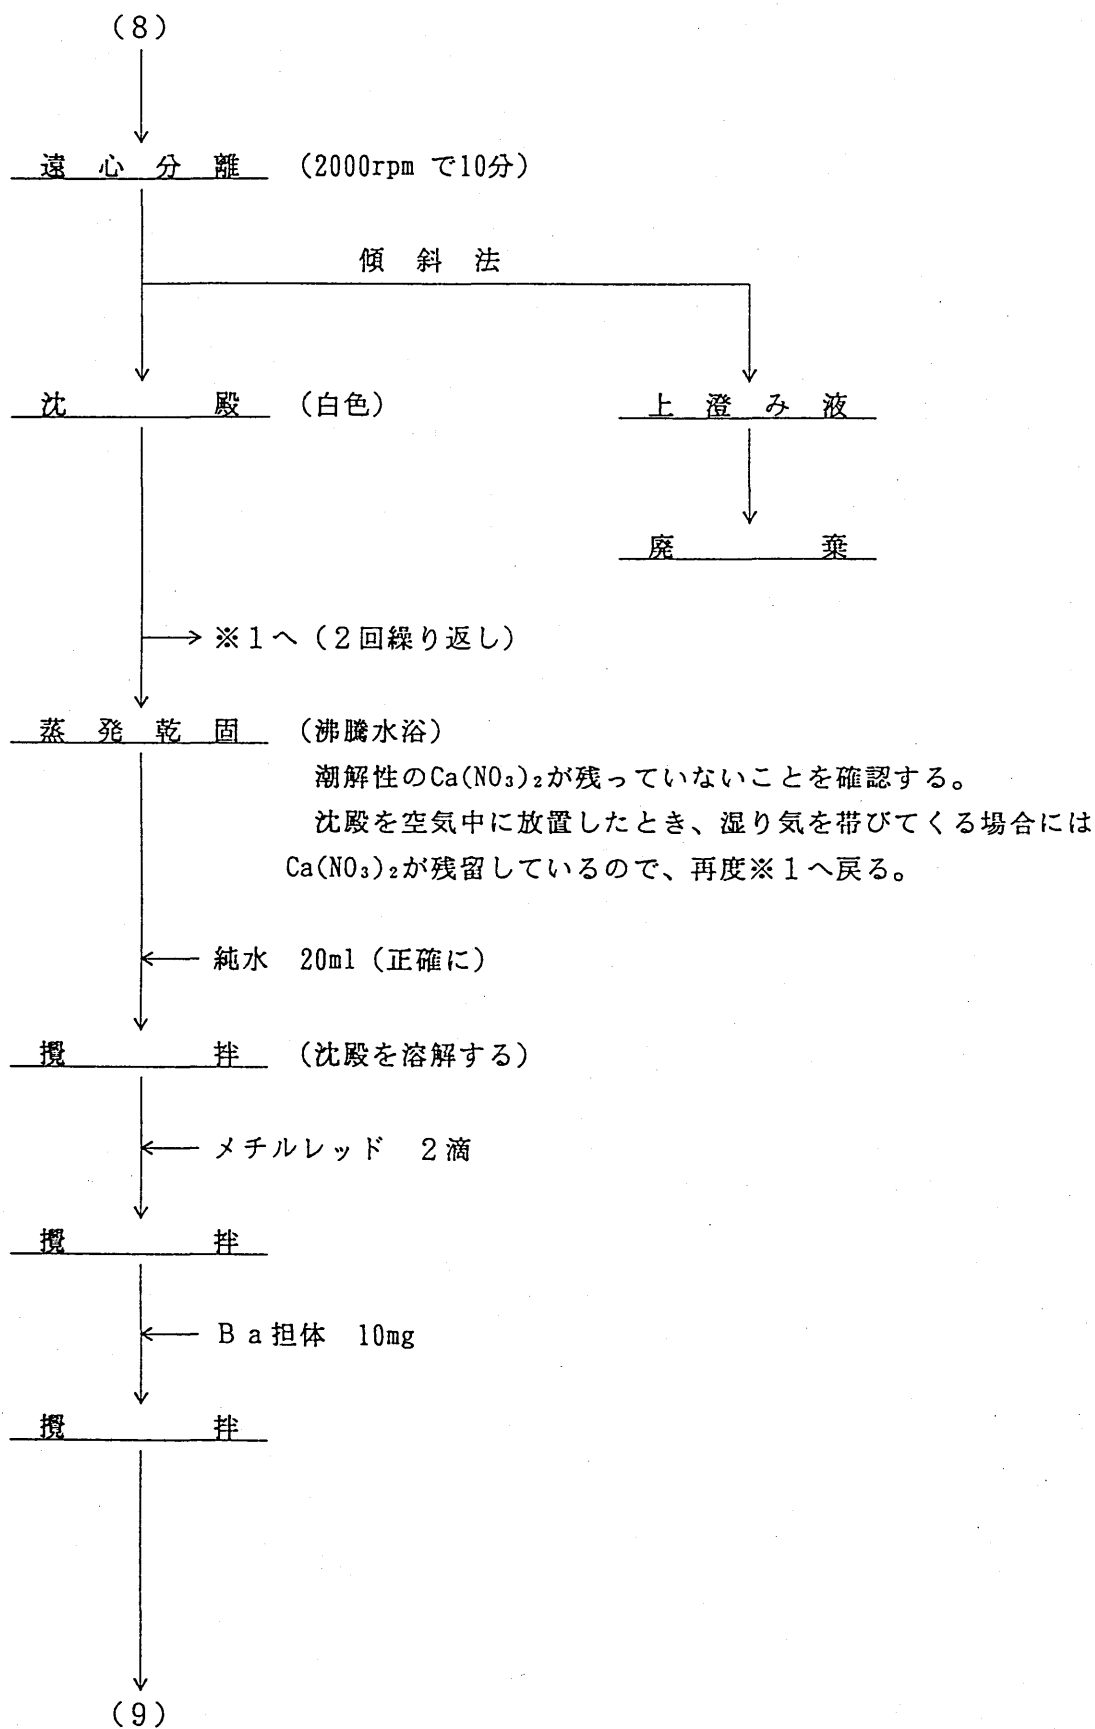 (8)
遠心分離 (2000rpm で10分)
傾斜法
沈殿 (白色)
上澄み液
廃棄
※1へ(2回繰り返し)
蒸発乾固 (沸騰水浴)
潮解性のCa(NO₃)₂が残っていないことを確認する。
沈殿を空気中に放置したとき、湿り気を帯びてくる場合には
Ca(NO₃)₂が残留しているので、再度※1へ戻る。
純水 20ml(正確に)
攪拌 (沈殿を溶解する)
メチルレッド 2滴
攪拌
Ba担体 10mg
攪拌
(9)